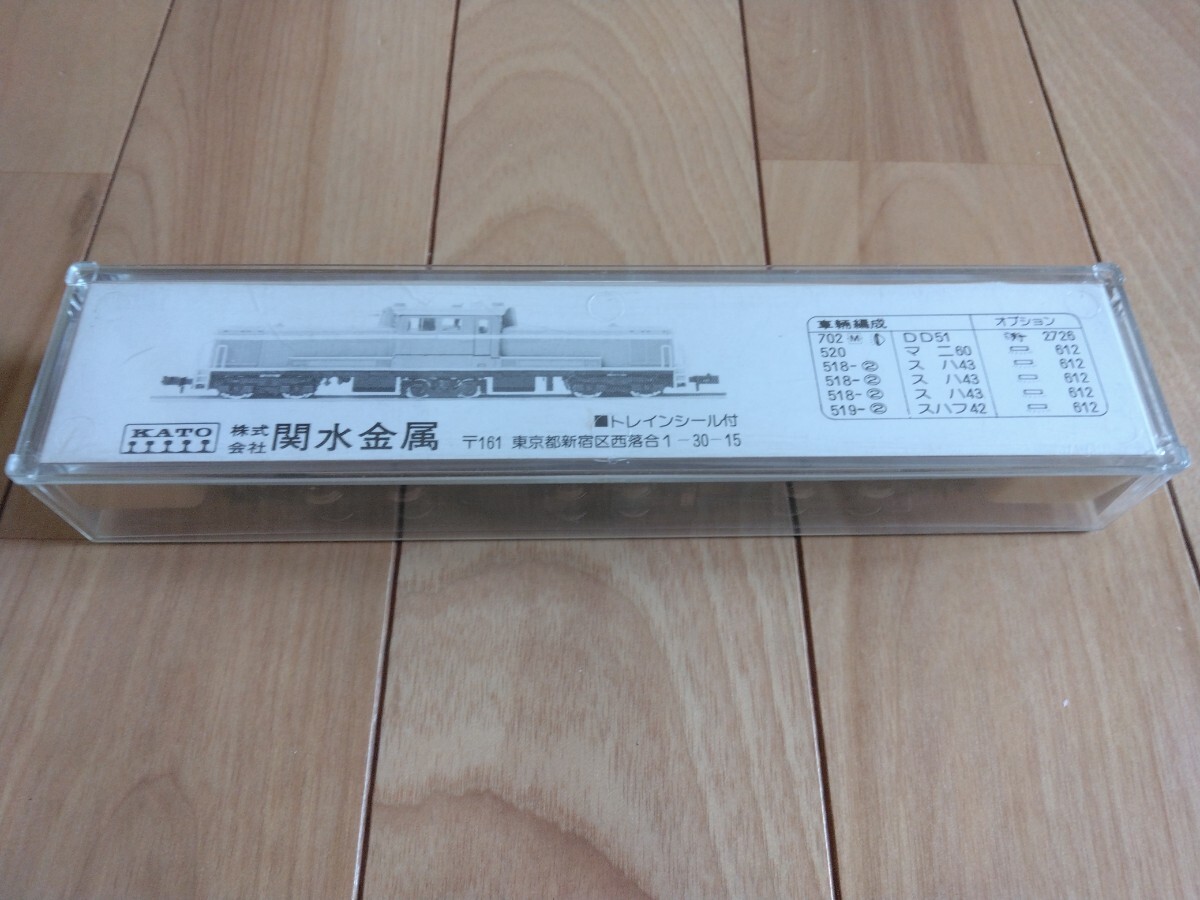 車輛編成 オプション
702 M DD51 2726
520 マニ60 612
518-② スハ43 612
518-② スハ43 612
518-② スハ43 612
519-② スハフ42 612
トレインシール付
KATO 株式会社 関水金属 〒161 東京都新宿区西落合1-30-15